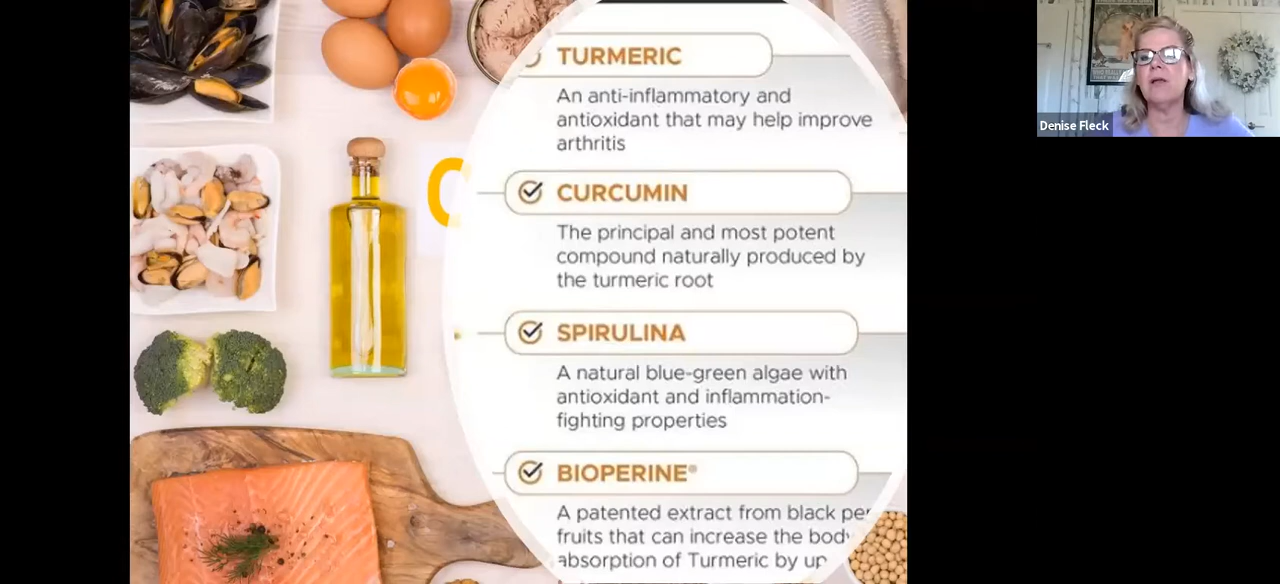 TURMERIC
An anti-inflammatory and
antioxidant that may help improve
arthritis
CURCUMIN
The principal and most potent
compound naturally produced by
the turmeric root
SPIRULINA
A natural blue-green algae with
antioxidant and inflammation-
fighting properties
BIOPERINE®
A patented extract from black
fruits that can increase the
absorption of Turmeric by up
Denise Fleck